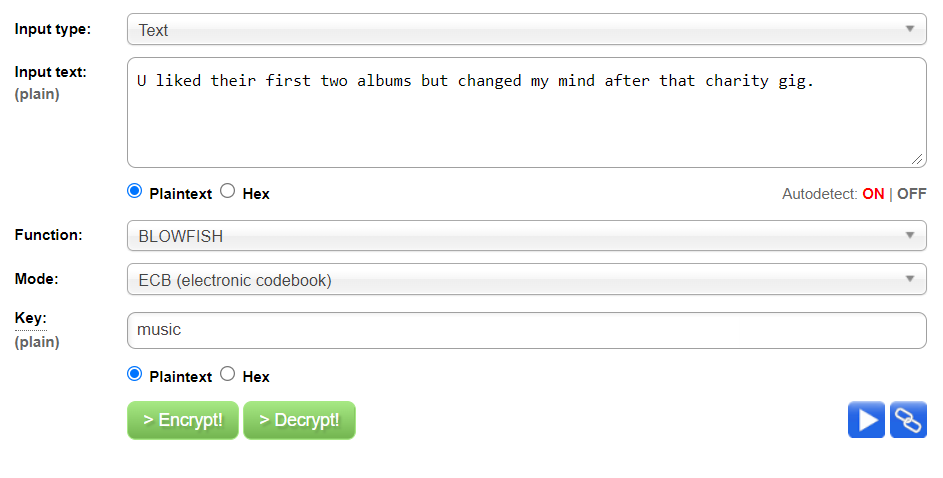 Input type:
Text
Input text:
(plain)
U liked their first two albums but changed my mind after that charity gig.
Plaintext Hex
Autodetect: ON | OFF
Function:
BLOWFISH
Mode:
ECB (electronic codebook)
Key:
(plain)
music
Plaintext Hex
> Encrypt! > Decrypt!